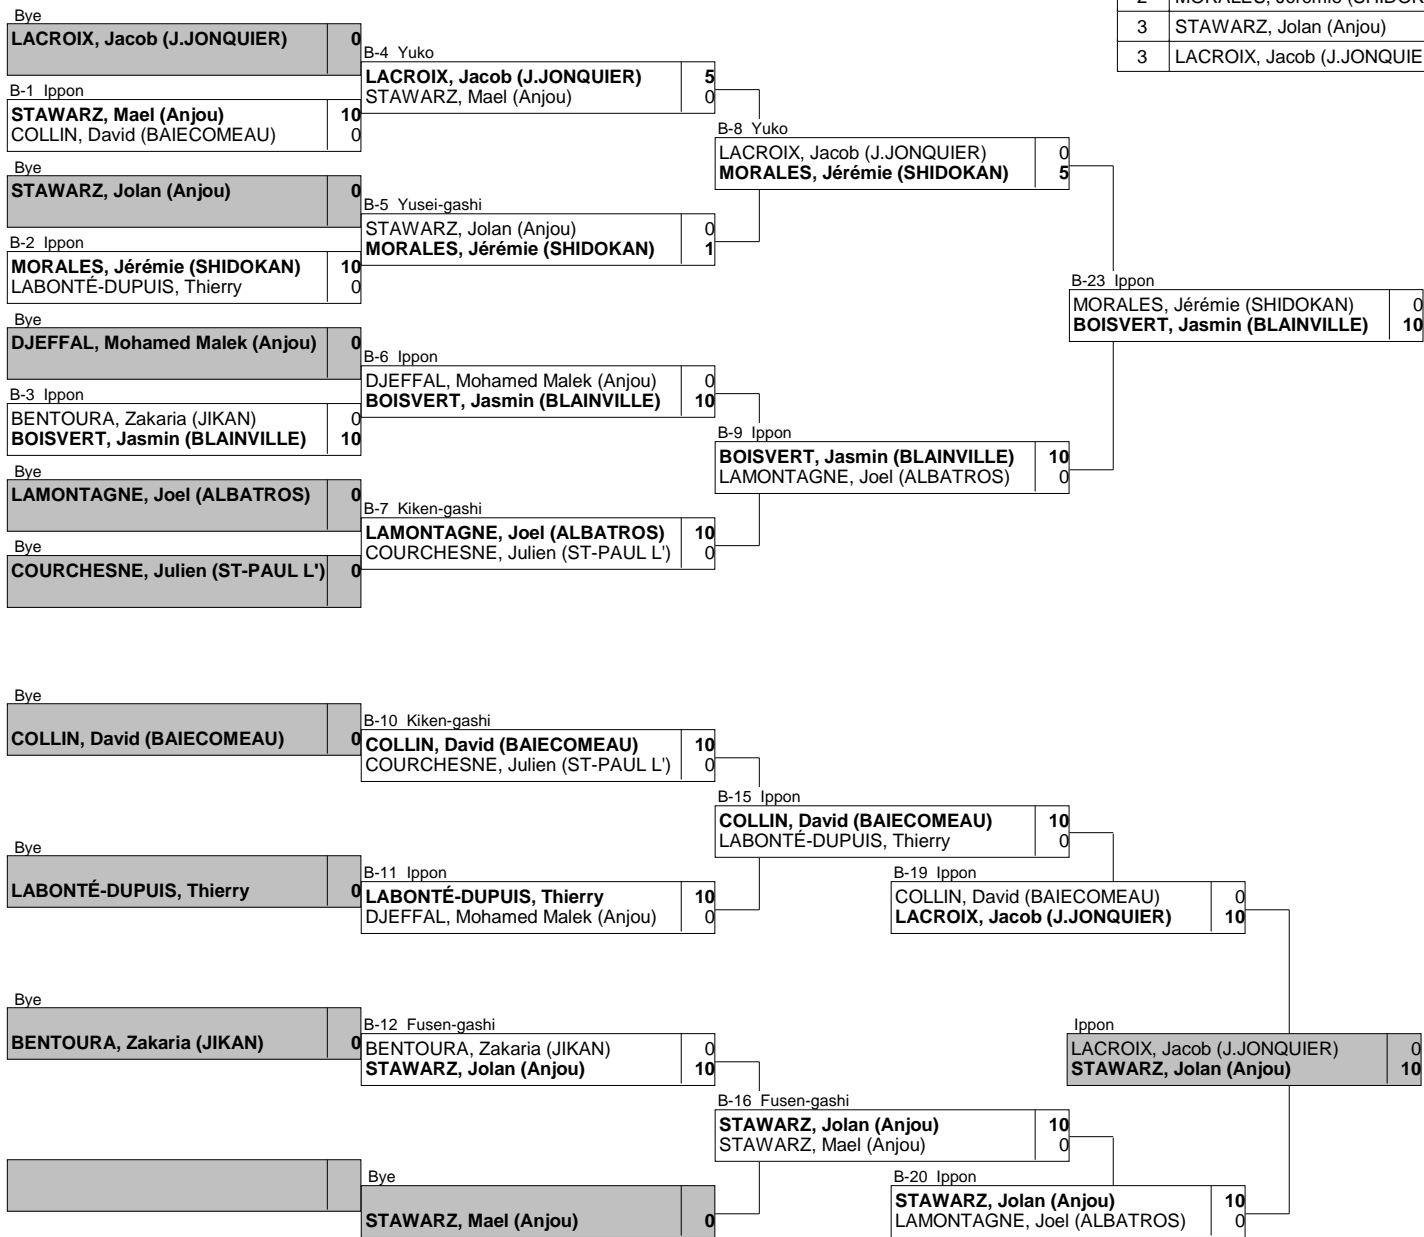 2 MORALES, Jérémie (SHIDOK
3 STAWARZ, Jolan (Anjou)
3 LACROIX, Jacob (J.JONQUIE
Bye
LACROIX, Jacob (J.JONQUIER) 0
B-1 Ippon
STAWARZ, Mael (Anjou) 10
COLLIN, David (BAIECOMEAU) 0
Bye
STAWARZ, Jolan (Anjou) 0
B-2 Ippon
MORALES, Jérémie (SHIDOKAN) 10
LABONTÉ-DUPUIS, Thierry 0
Bye
DJEFFAL, Mohamed Malek (Anjou) 0
B-3 Ippon
BENTOURA, Zakaria (JIKAN) 0
BOISVERT, Jasmin (BLAINVILLE) 10
Bye
LAMONTAGNE, Joel (ALBATROS) 0
Bye
COURCHESNE, Julien (ST-PAUL L') 0
B-4 Yuko
LACROIX, Jacob (J.JONQUIER) 5
STAWARZ, Mael (Anjou) 0
B-5 Yusei-gashi
STAWARZ, Jolan (Anjou) 0
MORALES, Jérémie (SHIDOKAN) 1
B-6 Ippon
DJEFFAL, Mohamed Malek (Anjou) 0
BOISVERT, Jasmin (BLAINVILLE) 10
B-7 Kiken-gashi
LAMONTAGNE, Joel (ALBATROS) 10
COURCHESNE, Julien (ST-PAUL L') 0
B-8 Yuko
LACROIX, Jacob (J.JONQUIER) 0
MORALES, Jérémie (SHIDOKAN) 5
B-9 Ippon
BOISVERT, Jasmin (BLAINVILLE) 10
LAMONTAGNE, Joel (ALBATROS) 0
B-23 Ippon
MORALES, Jérémie (SHIDOKAN) 0
BOISVERT, Jasmin (BLAINVILLE) 10
Bye
COLLIN, David (BAIECOMEAU) 0
Bye
LABONTÉ-DUPUIS, Thierry 0
Bye
BENTOURA, Zakaria (JIKAN) 0
B-10 Kiken-gashi
COLLIN, David (BAIECOMEAU) 10
COURCHESNE, Julien (ST-PAUL L') 0
B-11 Ippon
LABONTÉ-DUPUIS, Thierry 10
DJEFFAL, Mohamed Malek (Anjou) 0
B-12 Fusen-gashi
BENTOURA, Zakaria (JIKAN) 0
STAWARZ, Jolan (Anjou) 10
Bye
STAWARZ, Mael (Anjou) 0
B-15 Ippon
COLLIN, David (BAIECOMEAU) 10
LABONTÉ-DUPUIS, Thierry 0
B-16 Fusen-gashi
STAWARZ, Jolan (Anjou) 10
STAWARZ, Mael (Anjou) 0
B-19 Ippon
COLLIN, David (BAIECOMEAU) 0
LACROIX, Jacob (J.JONQUIER) 10
B-20 Ippon
STAWARZ, Jolan (Anjou) 10
LAMONTAGNE, Joel (ALBATROS) 0
Ippon
LACROIX, Jacob (J.JONQUIER) 0
STAWARZ, Jolan (Anjou) 10